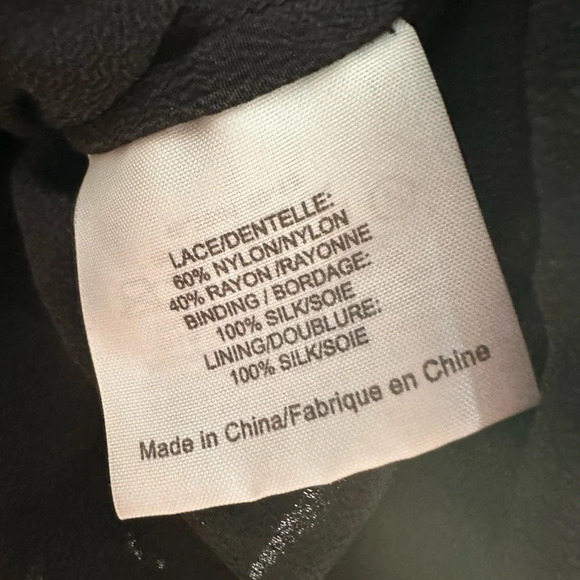 LACE/DENTELLE:
60% NYLON/NYLON
40% RAYON /RAYONNE
BINDING / BORDAGE:
100% SILK/SOIE
LINING/DOUBLURE:
100% SILK/SOIE
Made in China/Fabrique en Chine